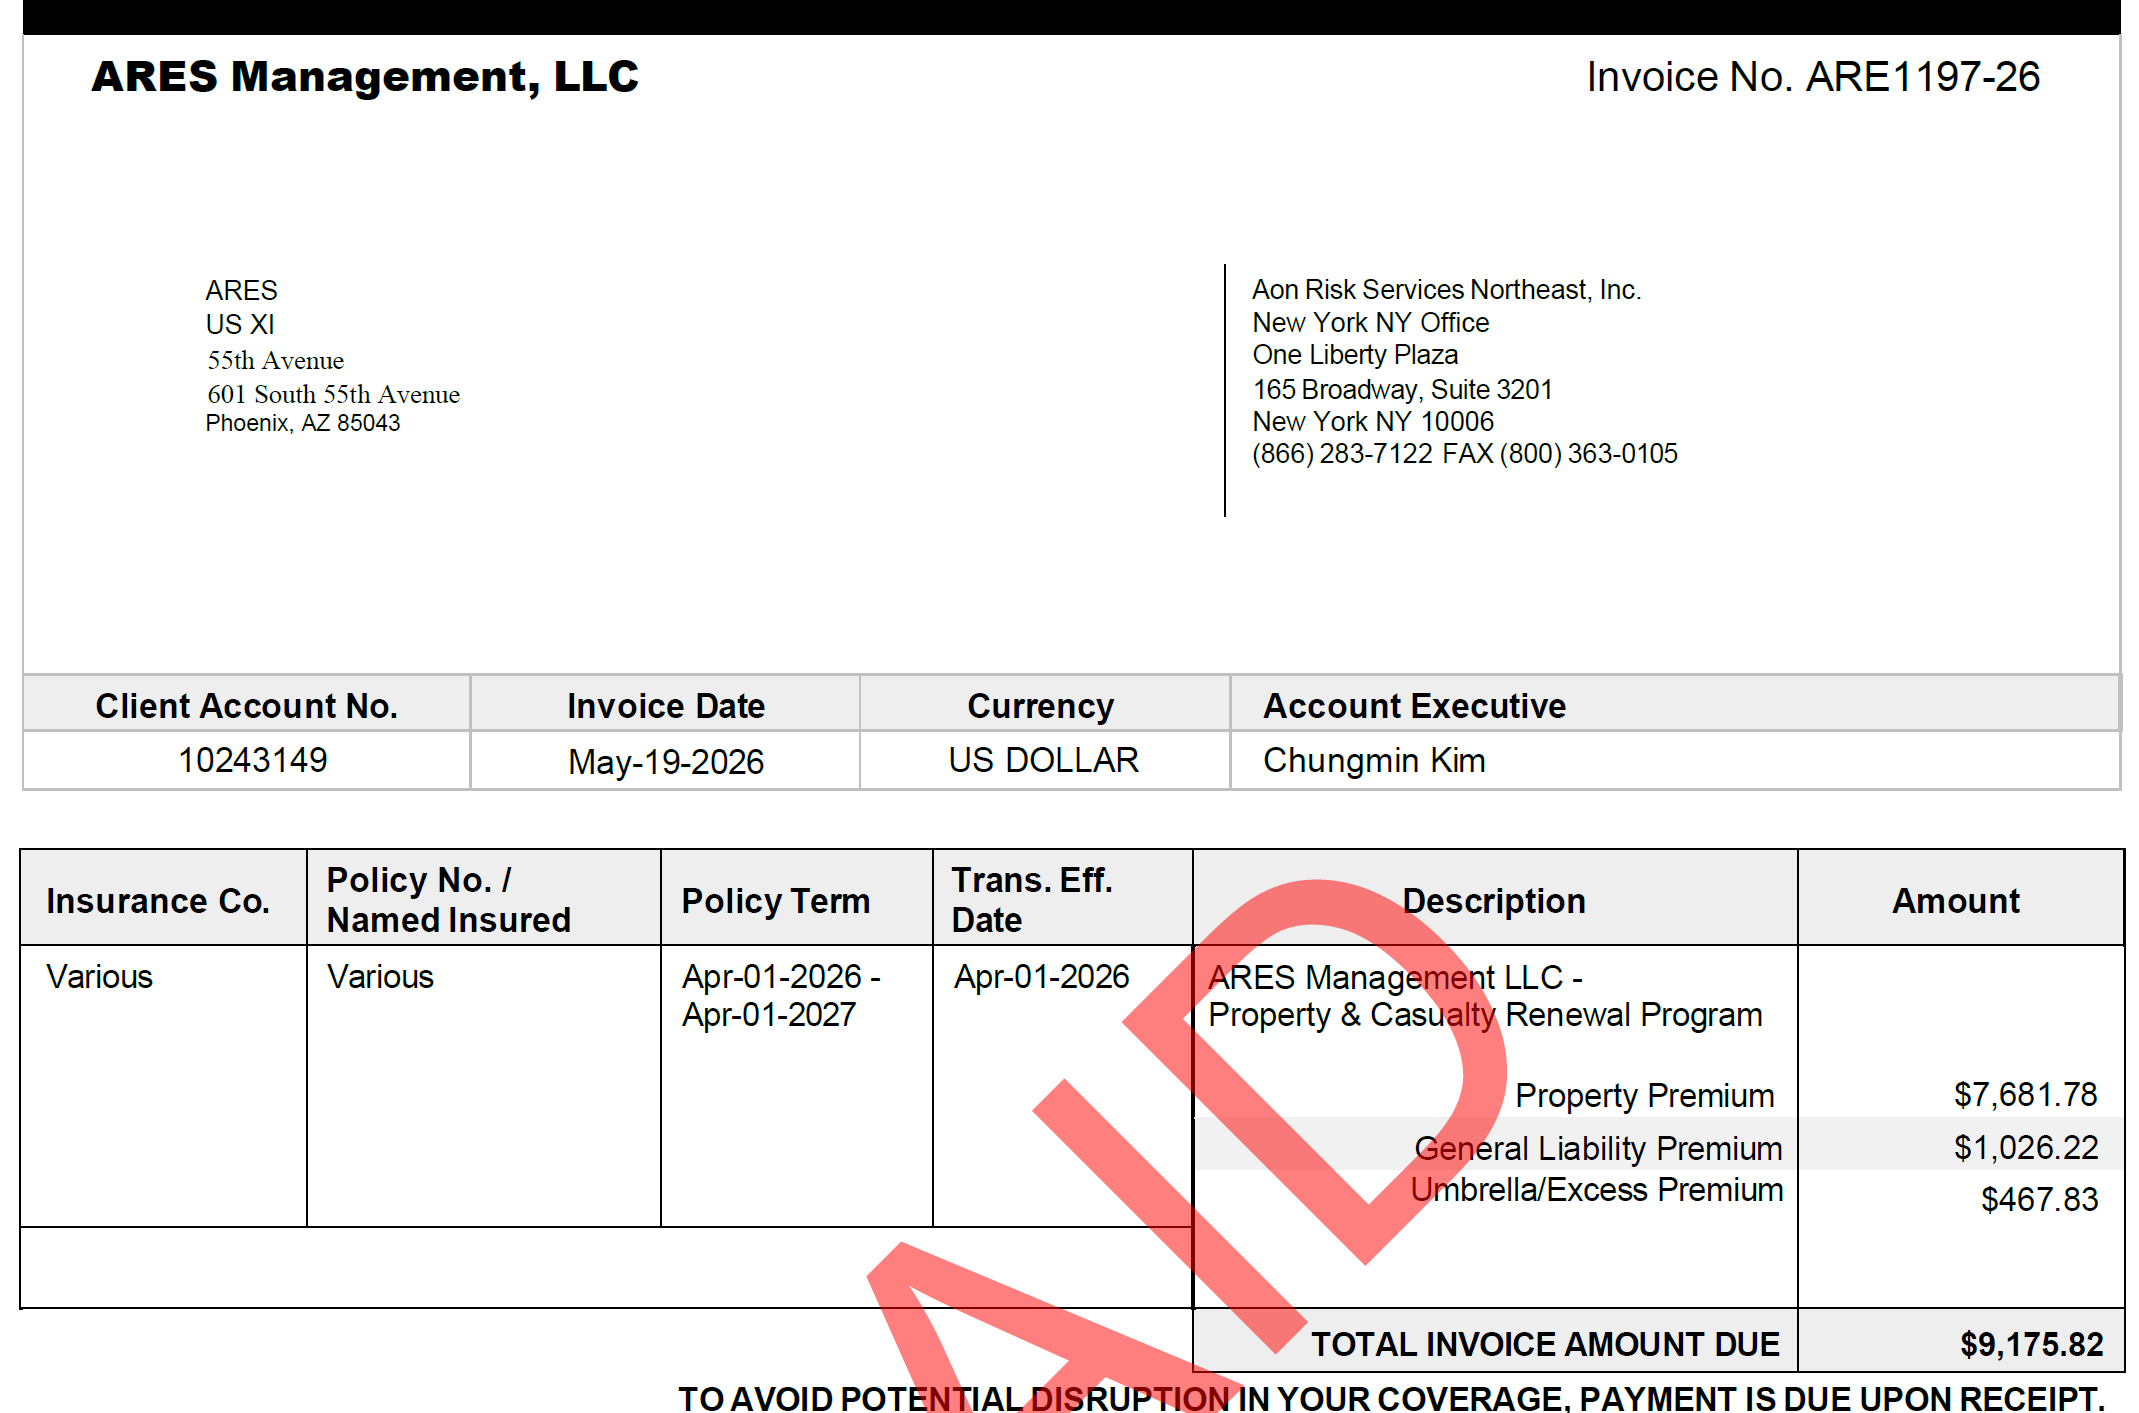 ARES Management, LLC
Invoice No. ARE1197-26
ARES
US XI
55th Avenue
601 South 55th Avenue
Phoenix, AZ 85043
Aon Risk Services Northeast, Inc.
New York NY Office
One Liberty Plaza
165 Broadway, Suite 3201
New York NY 10006
(866) 283-7122 FAX (800) 363-0105
Client Account No. Invoice Date Currency Account Executive
10243149 May-19-2026 US DOLLAR Chungmin Kim
Insurance Co. Policy No. / Named Insured Policy Term Trans. Eff. Date Description Amount
Various Various Apr-01-2026 - Apr-01-2027 Apr-01-2026 ARES Management LLC -
Property & Casualty Renewal Program
Property Premium $7,681.78
General Liability Premium $1,026.22
Umbrella/Excess Premium $467.83
TOTAL INVOICE AMOUNT DUE $9,175.82
TO AVOID POTENTIAL DISRUPTION IN YOUR COVERAGE, PAYMENT IS DUE UPON RECEIPT.
AID